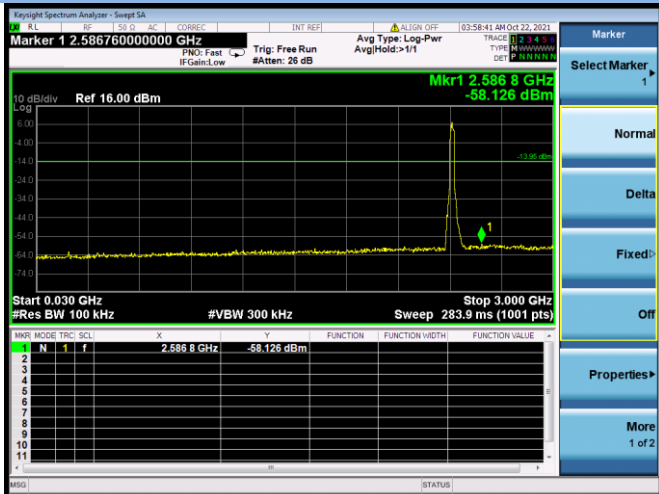 Keysight Spectrum Analyzer - Swept SA
LXI RL RF 50 Ω AC CORREC INT REF ALIGN OFF 03:58:41 AM Oct 22, 2021
Marker 1 2.586760000000 GHz
PNO: Fast
IFGain:Low
Trig: Free Run
#Atten: 26 dB
Avg Type: Log-Pwr
Avg|Hold:>1/1
TRACE 1 2 3 4 5 6
TYPE M WWWWW
DET P N N N N N
Mkr1 2.586 8 GHz
-58.126 dBm
10 dB/div Ref 16.00 dBm
Log
6.00
-4.00
-14.0
-13.95 dBm
-24.0
-34.0
-44.0
-54.0
1
-64.0
-74.0
Start 0.030 GHz Stop 3.000 GHz
#Res BW 100 kHz #VBW 300 kHz Sweep 283.9 ms (1001 pts)
MKR MODE TRC SCL X Y FUNCTION FUNCTION WIDTH FUNCTION VALUE
1 N 1 f 2.586 8 GHz -58.126 dBm
2
3
4
5
6
7
8
9
10
11
MSG STATUS
Marker
Select Marker
1
Normal
Delta
Fixed
Off
Properties
More
1 of 2